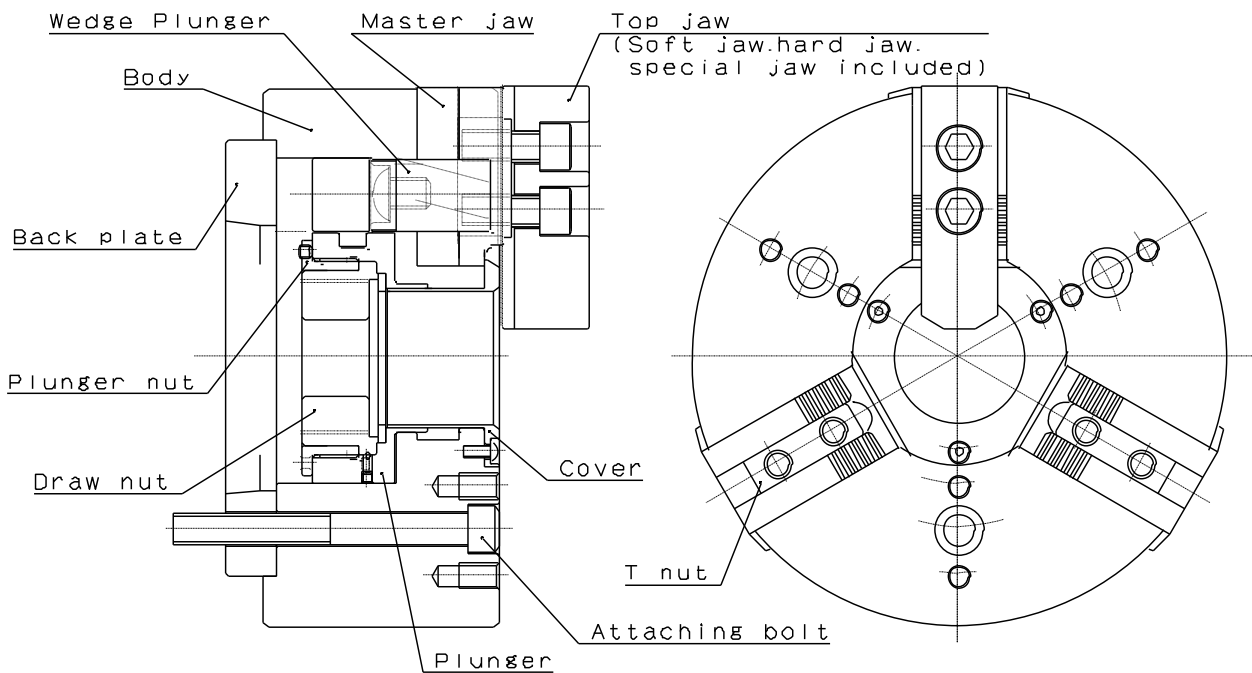 Wedge Plunger
Master jaw
Top jaw
(Soft jaw.hard jaw.
special jaw included)
Body
Back plate
Plunger nut
Draw nut
Cover
T nut
Attaching bolt
Plunger